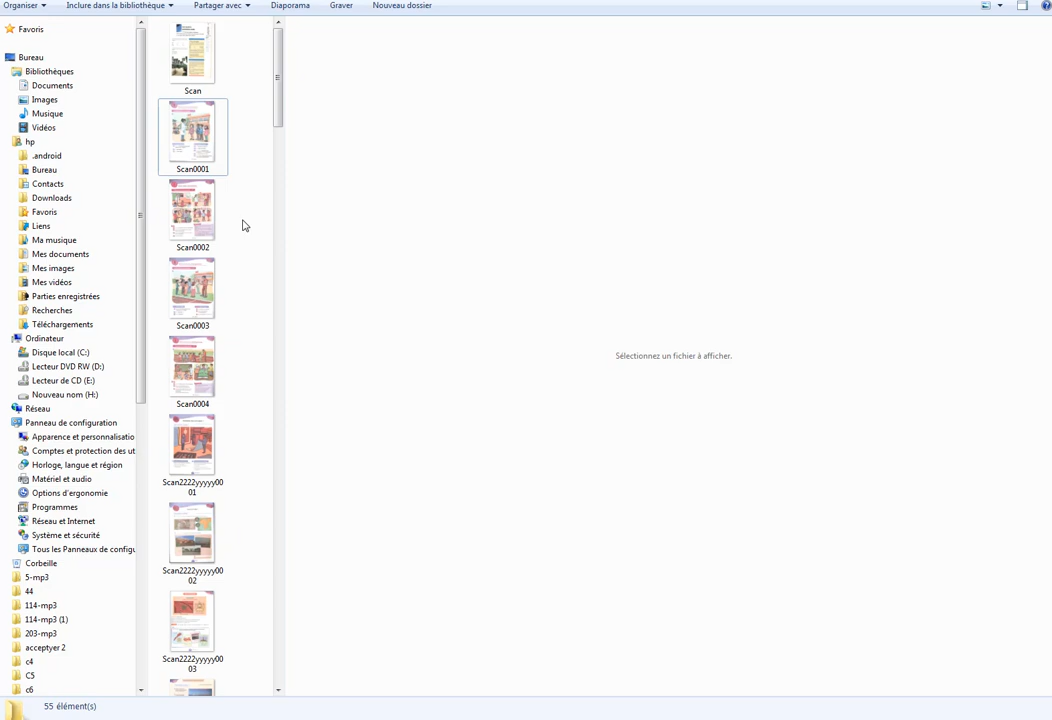 Organiser
Inclure dans la bibliothèque
Partager avec
Diaporama
Graver
Nouveau dossier
Favoris
Bureau
Bibliothèques
Documents
Images
Musique
Vidéos
hp
.android
Bureau
Contacts
Downloads
Favoris
Liens
Ma musique
Mes documents
Mes images
Mes vidéos
Parties enregistrées
Recherches
Téléchargements
Ordinateur
Disque local (C:)
Lecteur DVD RW (D:)
Lecteur de CD (E:)
Nouveau nom (H:)
Réseau
Panneau de configuration
Apparence et personnalisatio
Comptes et protection des ut
Horloge, langue et région
Matériel et audio
Options d'ergonomie
Programmes
Réseau et Internet
Système et sécurité
Tous les Panneaux de configu
Corbeille
5-mp3
44
114-mp3
114-mp3 (1)
203-mp3
acceptyer 2
c4
C5
c6
Scan
Scan0001
Scan0002
Scan0003
Scan0004
Scan2222yyyyy00
01
Scan2222yyyyy00
02
Scan2222yyyyy00
03
Sélectionnez un fichier à afficher.
55 élément(s)